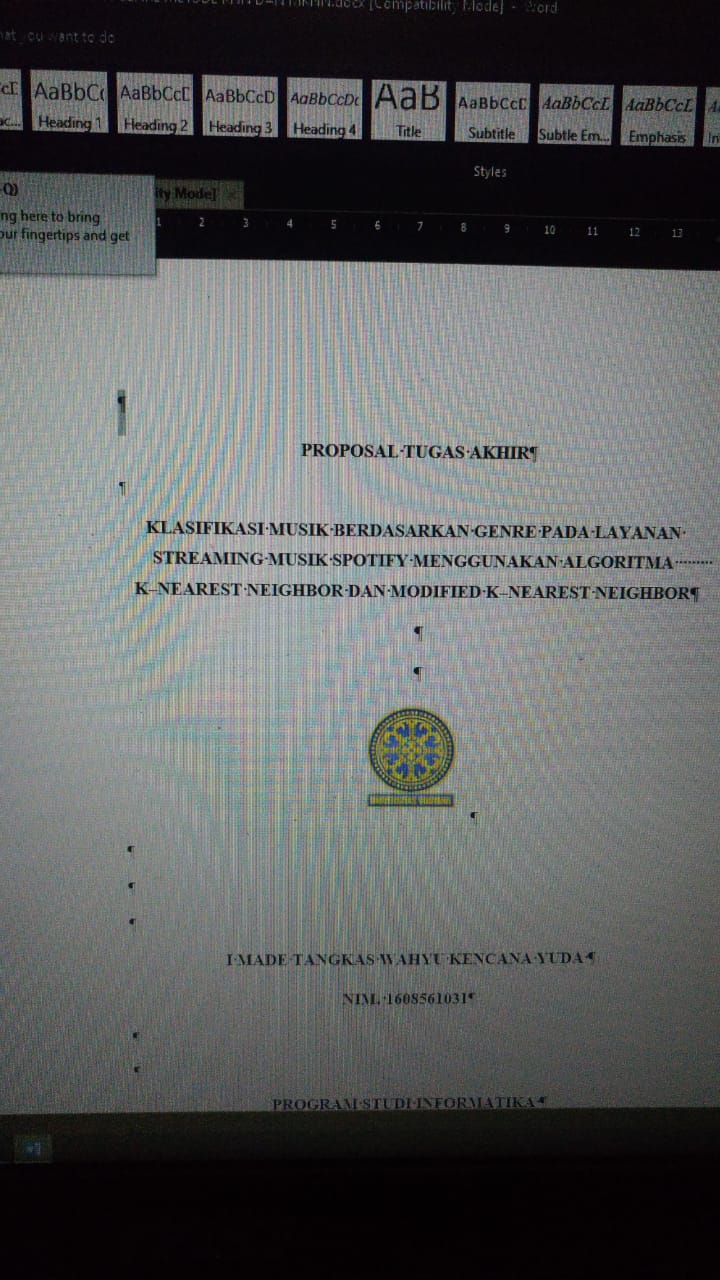 .docx [Compatibility Mode] - Word
what you want to do
AaBbC AaBbCcD AaBbCcD AaBbCcDc AaB AaBbCcD AaBbCcD AaBbCcD
Heading 1 Heading 2 Heading 3 Heading 4 Title Subtitle Subtle Em... Emphasis
Styles
Q)
ity Mode]
ng here to bring
our fingertips and get
1 2 3 4 5 6 7 8 9 10 11 12 13
PROPOSAL TUGAS AKHIR
KLASIFIKASI MUSIK BERDASARKAN GENRE PADA LAYANAN
STREAMING MUSIK SPOTIFY MENGGUNAKAN ALGORITMA
K–NEAREST NEIGHBOR DAN MODIFIED K–NEAREST NEIGHBOR
I MADE TANGKAS WAHYU KENCANA YUDA
NIM. 1608561031
PROGRAM STUDI INFORMATIKA